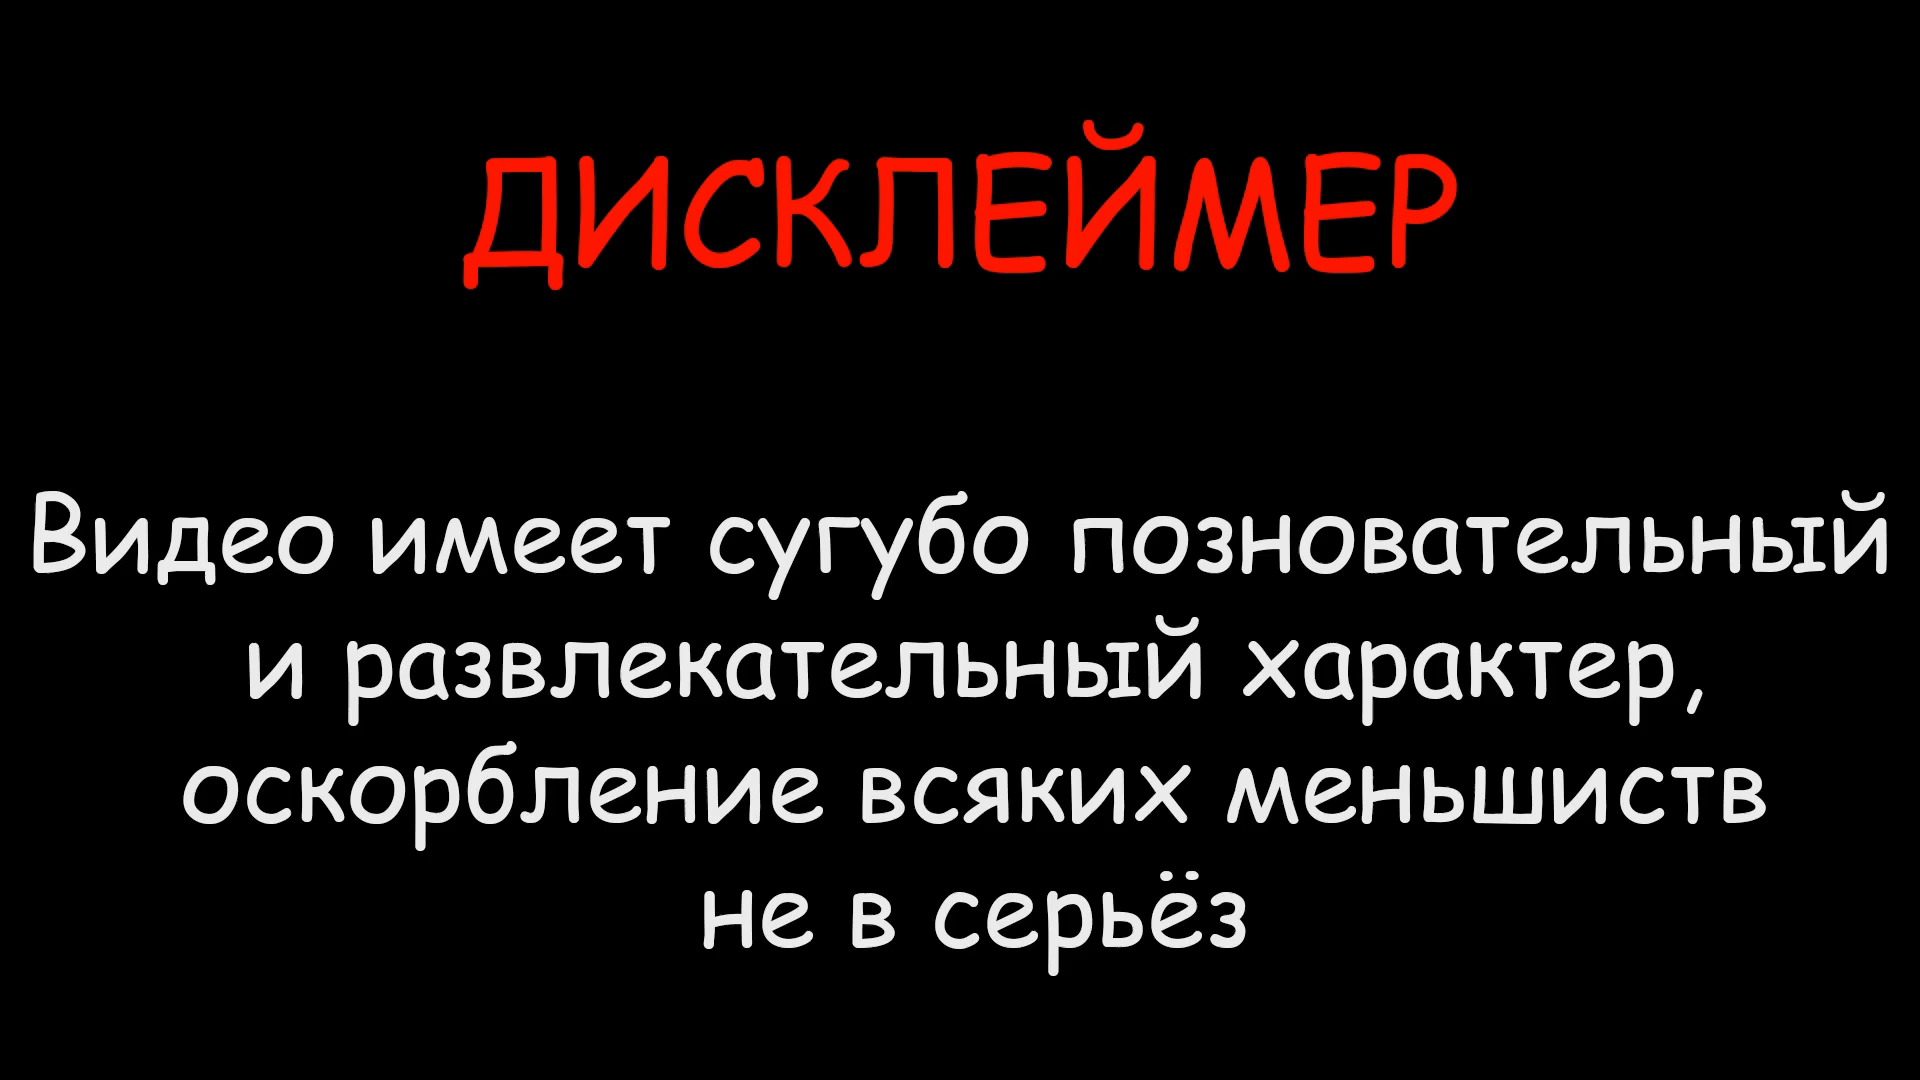 ДИСКЛЕЙМЕР
Видео имеет сугубо позновательный
и развлекательный характер,
оскорбление всяких меньшиств
не в серьёз